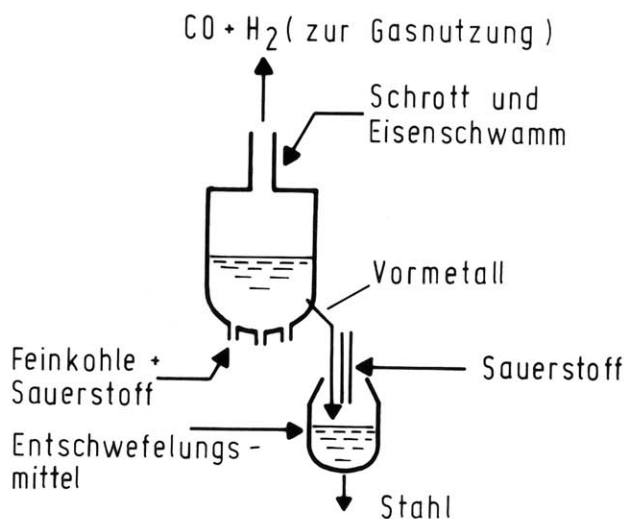 CO + H₂ ( zur Gasnutzung )
Schrott und
Eisenschwamm
Vormetall
Feinkohle +
Sauerstoff
Sauerstoff
Entschwefelungs-
mittel
Stahl